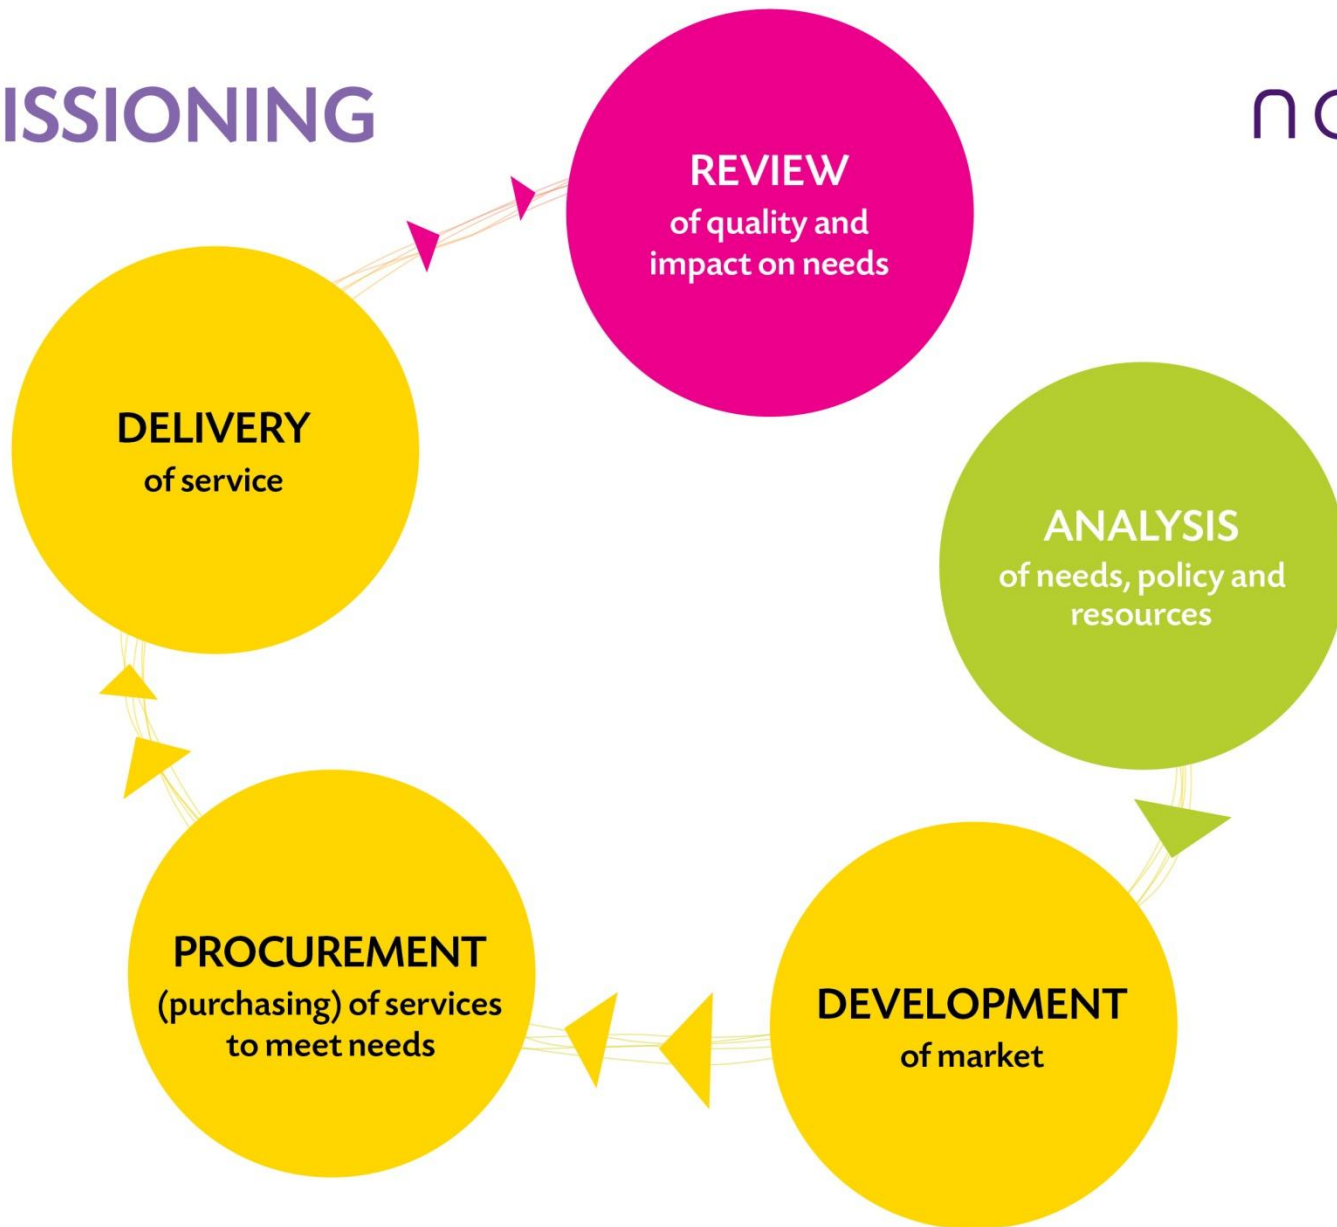 ISSIONING
REVIEW
of quality and
impact on needs
DELIVERY
of service
ANALYSIS
of needs, policy and
resources
PROCUREMENT
(purchasing) of services
to meet needs
DEVELOPMENT
of market